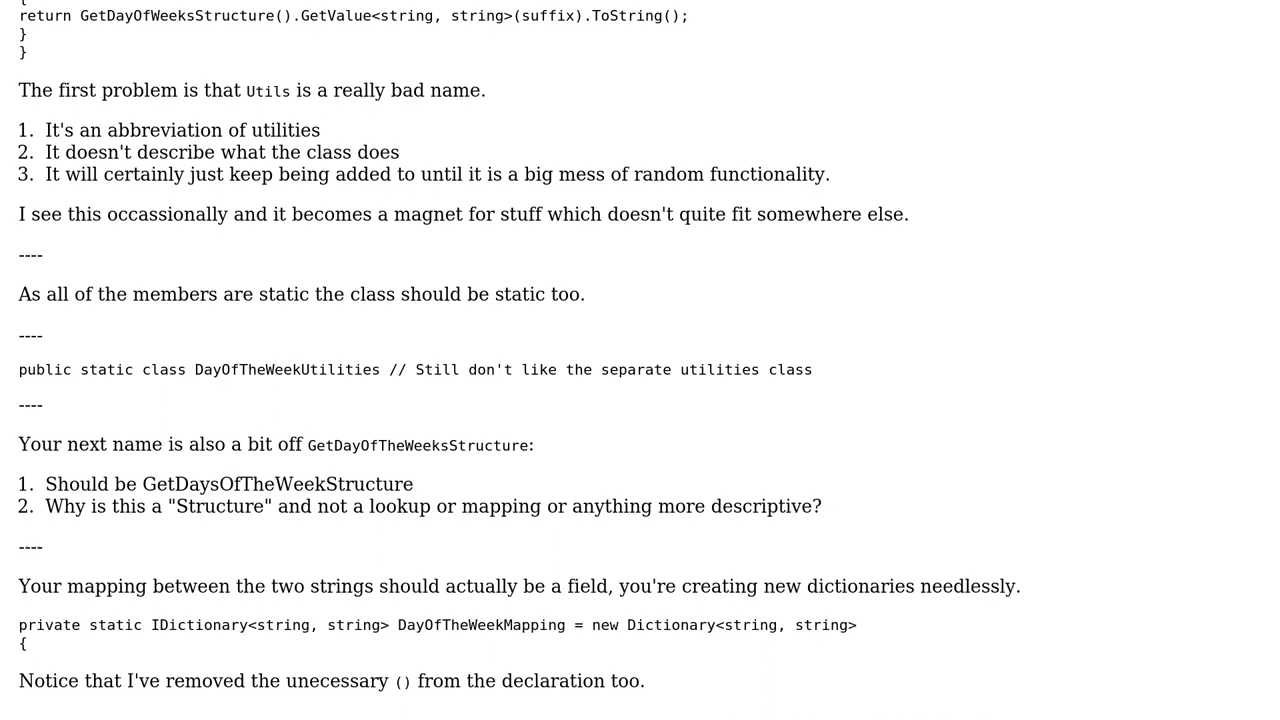 {
return GetDayOfWeeksStructure().GetValue<string, string>(suffix).ToString();
}
}
The first problem is that Utils is a really bad name.
1. It's an abbreviation of utilities
2. It doesn't describe what the class does
3. It will certainly just keep being added to until it is a big mess of random functionality.
I see this occassionally and it becomes a magnet for stuff which doesn't quite fit somewhere else.
----
As all of the members are static the class should be static too.
----
public static class DayOfTheWeekUtilities // Still don't like the separate utilities class
----
Your next name is also a bit off GetDayOfTheWeeksStructure:
1. Should be GetDaysOfTheWeekStructure
2. Why is this a "Structure" and not a lookup or mapping or anything more descriptive?
----
Your mapping between the two strings should actually be a field, you're creating new dictionaries needlessly.
private static IDictionary<string, string> DayOfTheWeekMapping = new Dictionary<string, string>
{
Notice that I've removed the unecessary () from the declaration too.